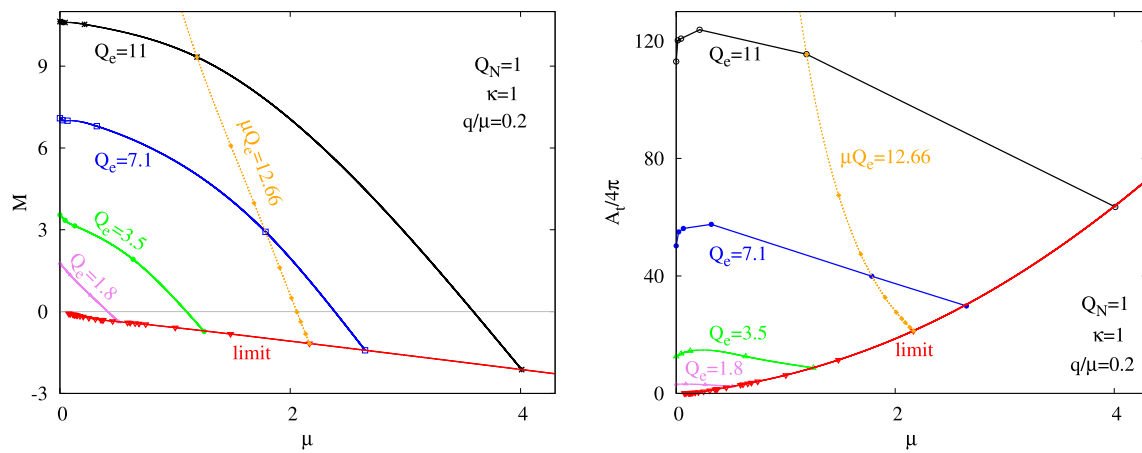 M
9
6
3
0
-3
0
2
4
μ
Q_e=11
Q_e=7.1
Q_e=3.5
Q_e=1.8
μQ_e=12.66
limit
Q_N=1
κ=1
q/μ=0.2
A_t/4π
120
80
40
0
0
2
4
μ
Q_e=11
Q_e=7.1
Q_e=3.5
Q_e=1.8
μQ_e=12.66
limit
Q_N=1
κ=1
q/μ=0.2